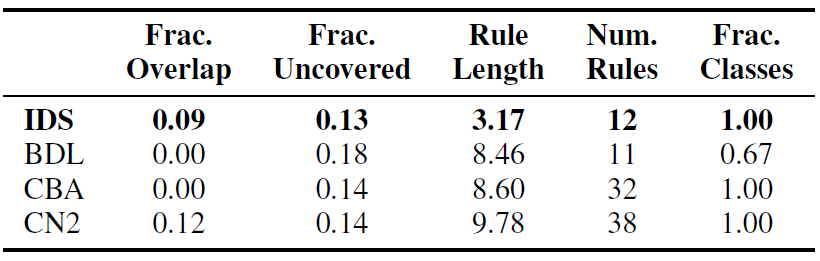 Frac. Frac. Rule Num. Frac.
Overlap Uncovered Length Rules Classes
IDS 0.09 0.13 3.17 12 1.00
BDL 0.00 0.18 8.46 11 0.67
CBA 0.00 0.14 8.60 32 1.00
CN2 0.12 0.14 9.78 38 1.00